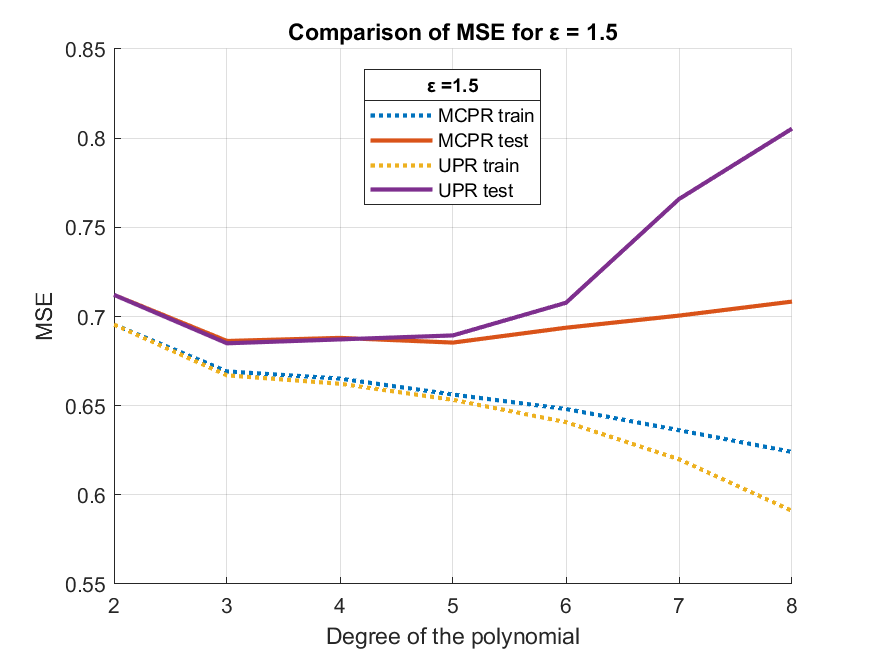 Comparison of MSE for ε = 1.5
0.85
0.8
0.75
0.7
0.65
0.6
0.55
MSE
ε =1.5
MCPR train
MCPR test
UPR train
UPR test
2 3 4 5 6 7 8
Degree of the polynomial